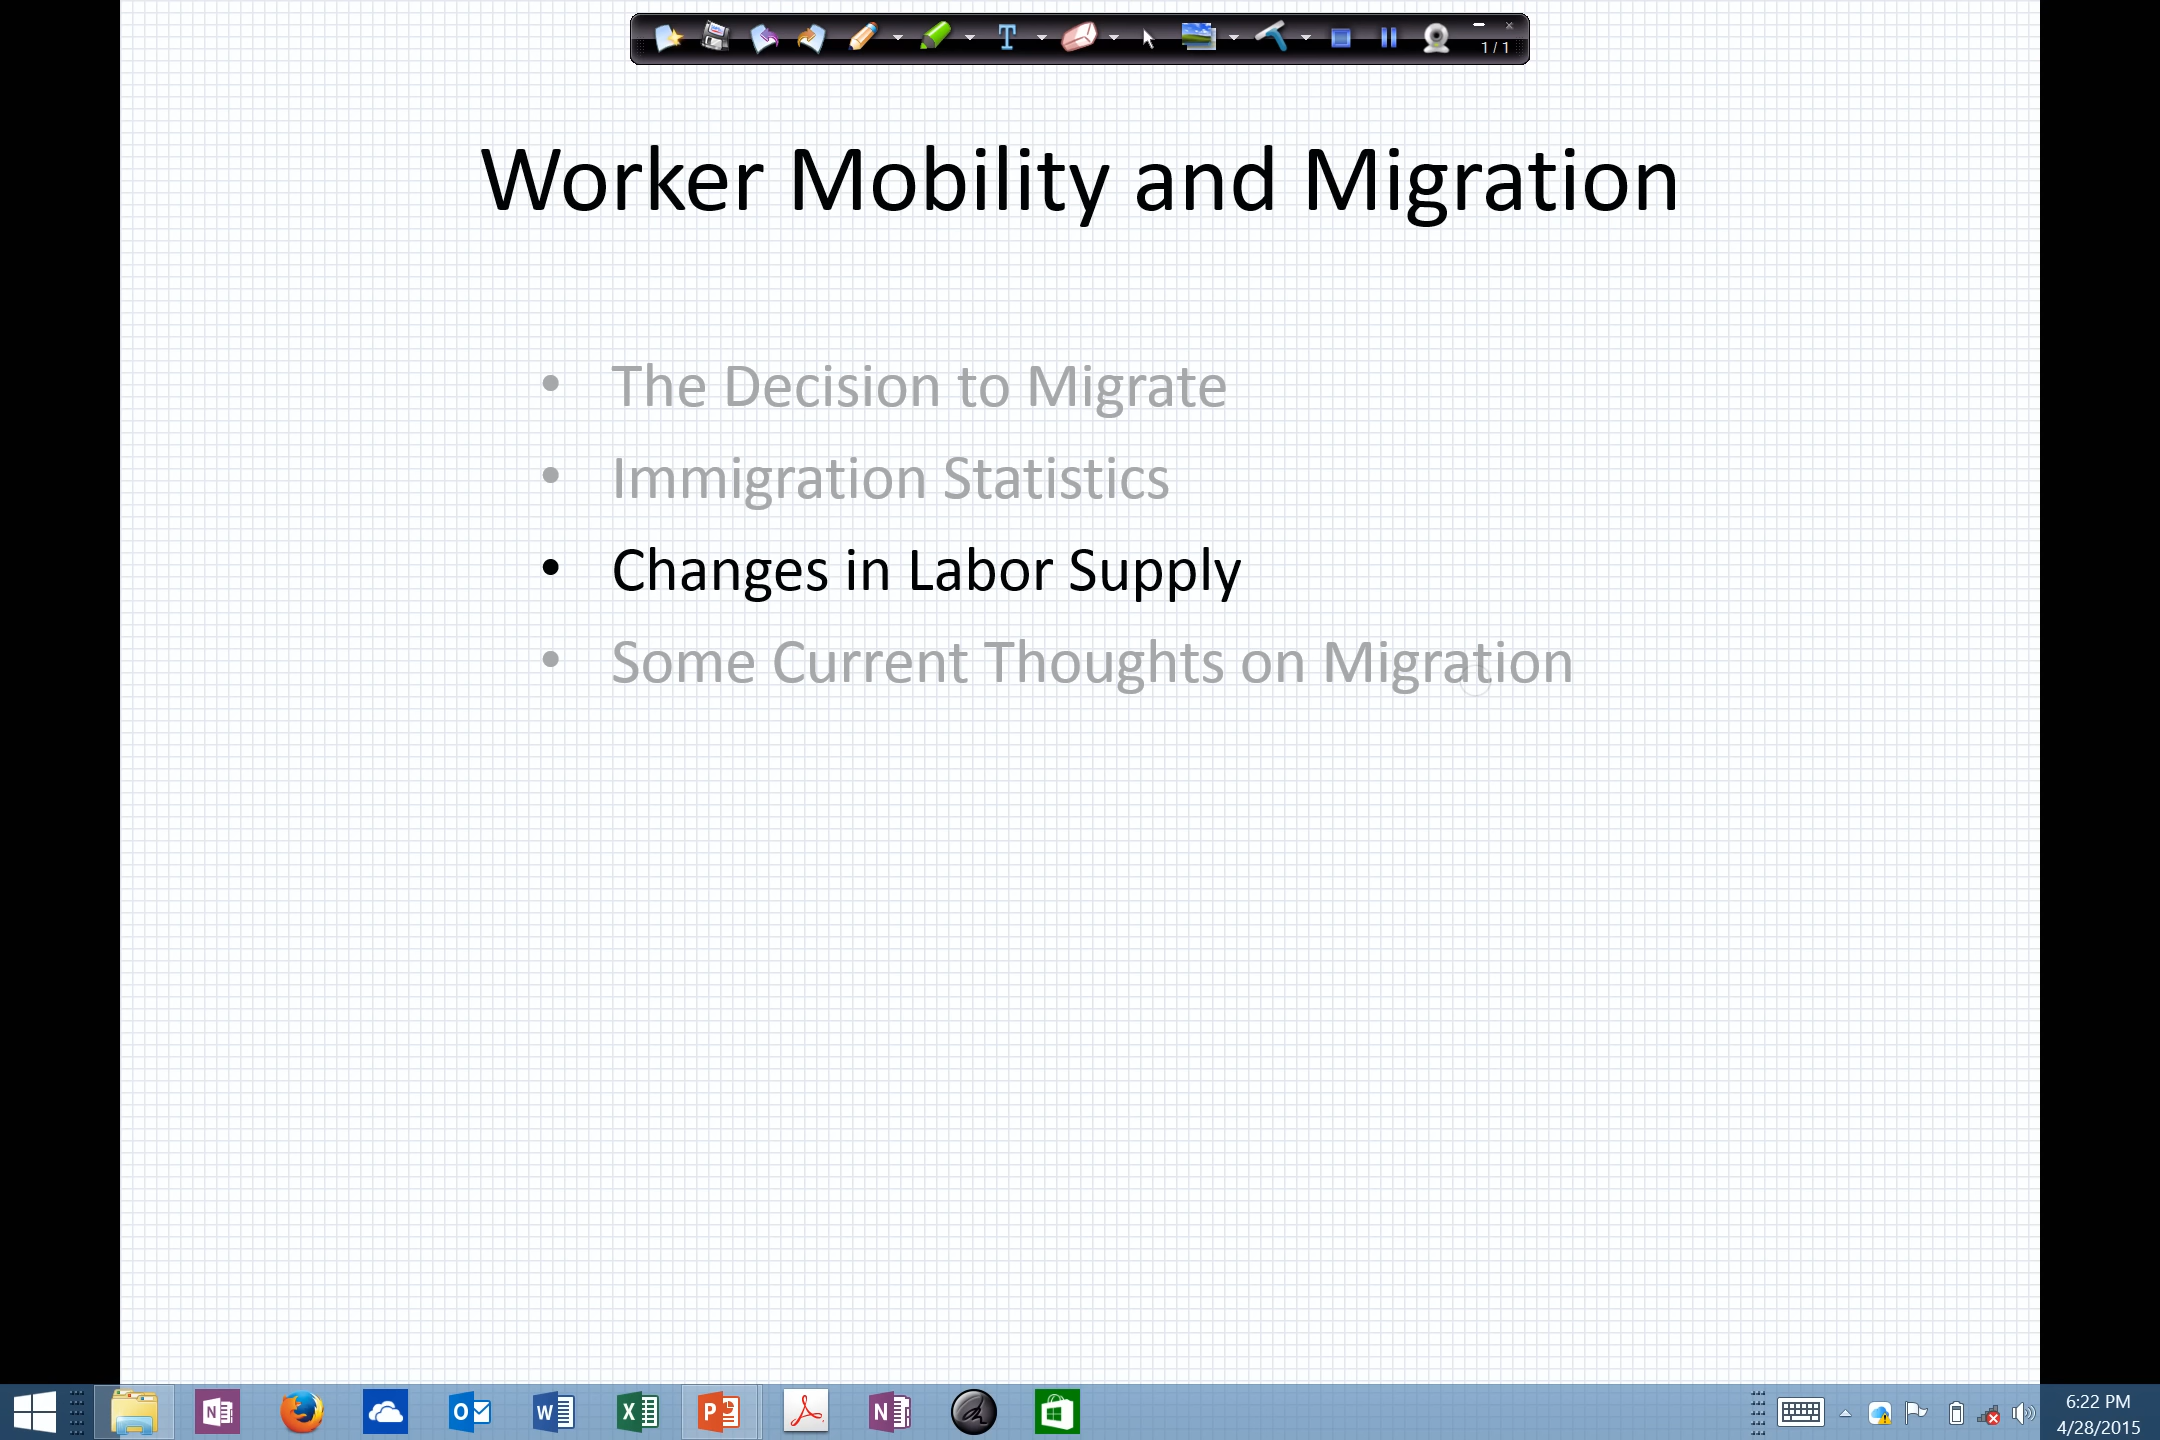 1 / 1
Worker Mobility and Migration
• The Decision to Migrate
• Immigration Statistics
• Changes in Labor Supply
• Some Current Thoughts on Migration
6:22 PM
4/28/2015